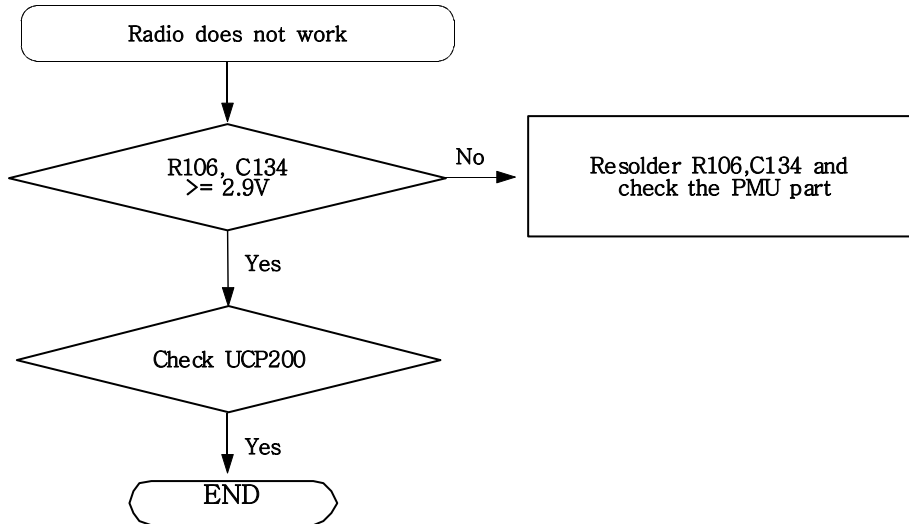 Radio does not work
R106, C134
>= 2.9V
No
Resolder R106,C134 and
check the PMU part
Yes
Check UCP200
Yes
END